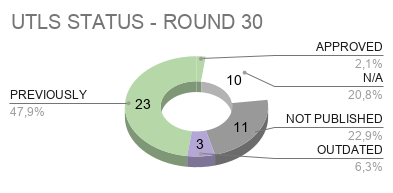 UTLS STATUS - ROUND 30
APPROVED
2,1%
N/A
20,8%
NOT PUBLISHED
22,9%
OUTDATED
6,3%
PREVIOUSLY
47,9%
23
10
11
3